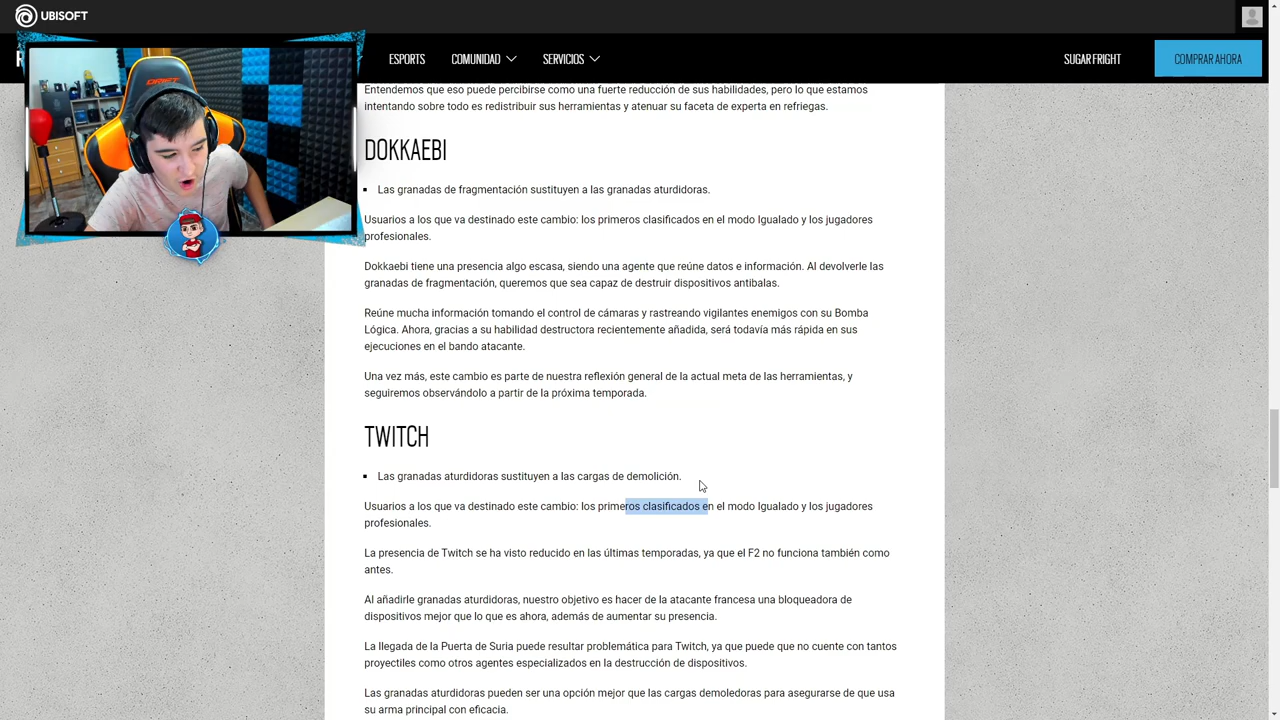 UBISOFT
R
ESPORTS
COMUNIDAD
SERVICIOS
SUGAR FRIGHT
COMPRAR AHORA
DRIFT
Entendemos que eso puede percibirse como una fuerte reducción de sus habilidades, pero lo que estamos
intentando sobre todo es redistribuir sus herramientas y atenuar su faceta de experta en refriegas.
DOKKAEBI
Las granadas de fragmentación sustituyen a las granadas aturdidoras.
Usuarios a los que va destinado este cambio: los primeros clasificados en el modo Igualado y los jugadores
profesionales.
Dokkaebi tiene una presencia algo escasa, siendo una agente que reúne datos e información. Al devolverle las
granadas de fragmentación, queremos que sea capaz de destruir dispositivos antibalas.
Reúne mucha información tomando el control de cámaras y rastreando vigilantes enemigos con su Bomba
Lógica. Ahora, gracias a su habilidad destructora recientemente añadida, será todavía más rápida en sus
ejecuciones en el bando atacante.
Una vez más, este cambio es parte de nuestra reflexión general de la actual meta de las herramientas, y
seguiremos observándolo a partir de la próxima temporada.
TWITCH
Las granadas aturdidoras sustituyen a las cargas de demolición.
Usuarios a los que va destinado este cambio: los primeros clasificados en el modo Igualado y los jugadores
profesionales.
La presencia de Twitch se ha visto reducido en las últimas temporadas, ya que el F2 no funciona también como
antes.
Al añadirle granadas aturdidoras, nuestro objetivo es hacer de la atacante francesa una bloqueadora de
dispositivos mejor que lo que es ahora, además de aumentar su presencia.
La llegada de la Puerta de Suria puede resultar problemática para Twitch, ya que puede que no cuente con tantos
proyectiles como otros agentes especializados en la destrucción de dispositivos.
Las granadas aturdidoras pueden ser una opción mejor que las cargas demoledoras para asegurarse de que usa
su arma principal con eficacia.